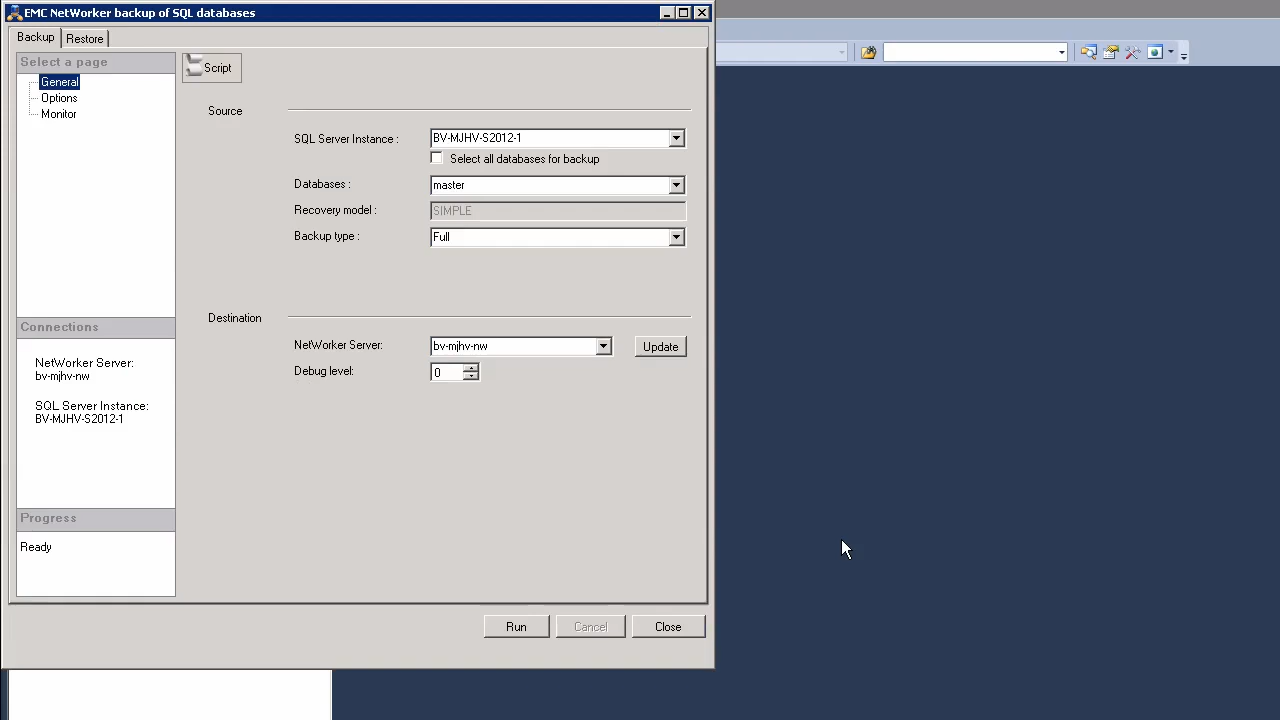 EMC NetWorker backup of SQL databases
Backup
Restore
Select a page
General
Options
Monitor
Script
Source
SQL Server Instance :
BV-MJHV-S2012-1
Select all databases for backup
Databases :
master
Recovery model :
SIMPLE
Backup type :
Full
Connections
NetWorker Server:
bv-mjhv-nw
SQL Server Instance:
BV-MJHV-S2012-1
Destination
NetWorker Server:
bv-mjhv-nw
Update
Debug level:
0
Progress
Ready
Run
Cancel
Close